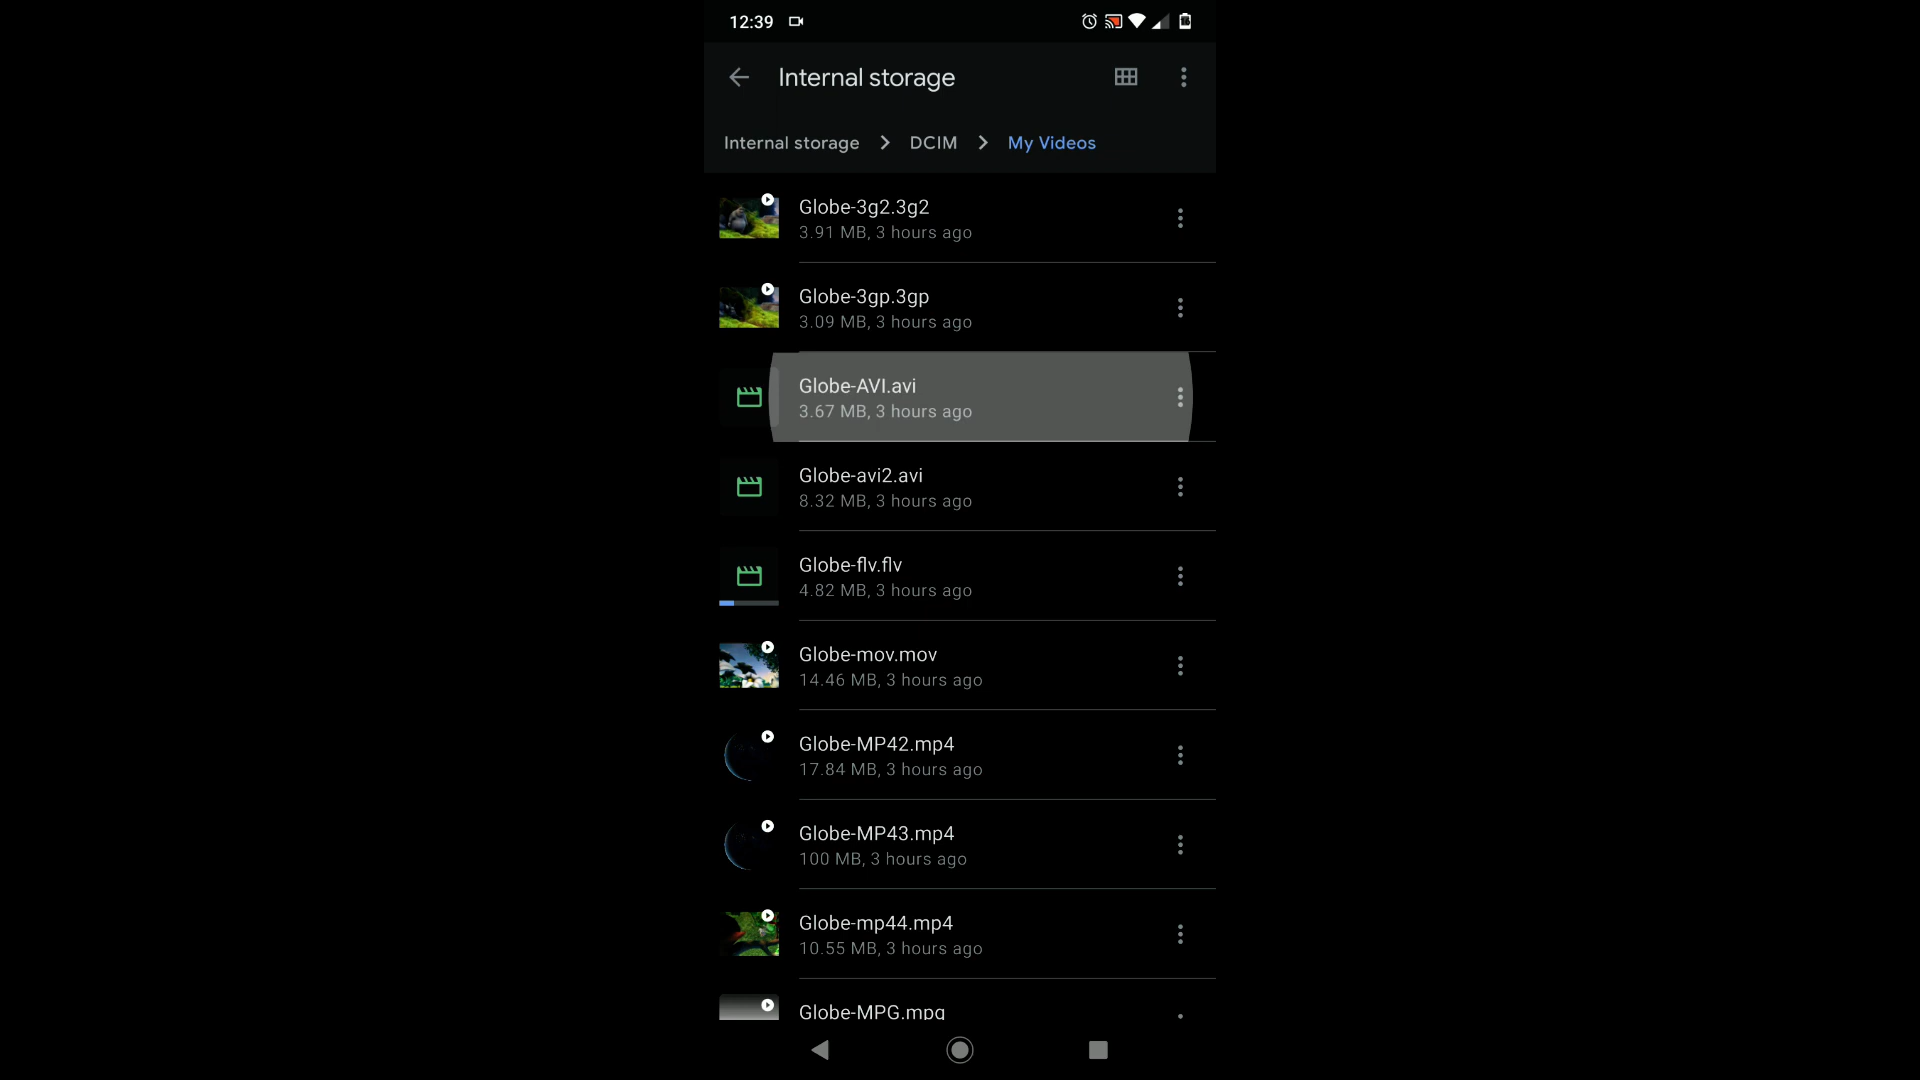 12:39
Internal storage
Internal storage > DCIM > My Videos
Globe-3g2.3g2
3.91 MB, 3 hours ago
Globe-3gp.3gp
3.09 MB, 3 hours ago
Globe-AVI.avi
3.67 MB, 3 hours ago
Globe-avi2.avi
8.32 MB, 3 hours ago
Globe-flv.flv
4.82 MB, 3 hours ago
Globe-mov.mov
14.46 MB, 3 hours ago
Globe-MP42.mp4
17.84 MB, 3 hours ago
Globe-MP43.mp4
100 MB, 3 hours ago
Globe-mp44.mp4
10.55 MB, 3 hours ago
Globe-MPG.mpg